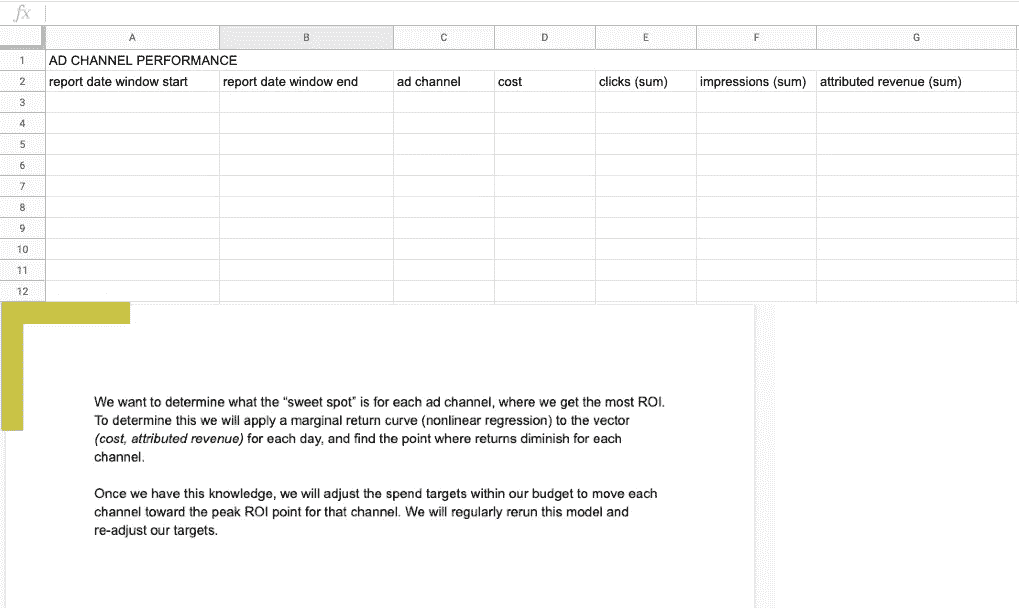 fx
A B C D E F G
1 AD CHANNEL PERFORMANCE
2 report date window start report date window end ad channel cost clicks (sum) impressions (sum) attributed revenue (sum)
3
4
5
6
7
8
9
10
11
12
We want to determine what the “sweet spot” is for each ad channel, where we get the most ROI.
To determine this we will apply a marginal return curve (nonlinear regression) to the vector
(cost, attributed revenue) for each day, and find the point where returns diminish for each
channel.
Once we have this knowledge, we will adjust the spend targets within our budget to move each
channel toward the peak ROI point for that channel. We will regularly rerun this model and
re-adjust our targets.